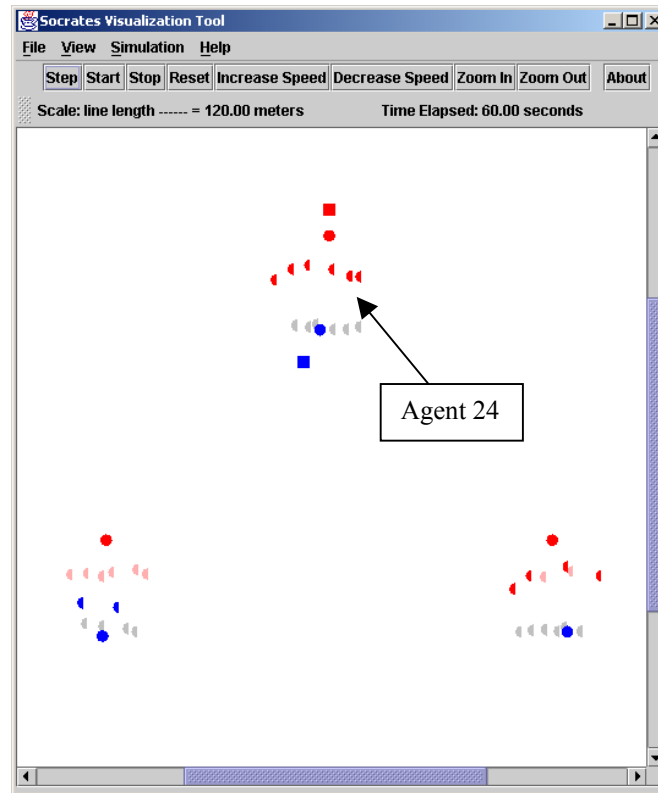 Socrates Visualization Tool
File View Simulation Help
Step Start Stop Reset Increase Speed Decrease Speed Zoom In Zoom Out About
Scale: line length ------ = 120.00 meters Time Elapsed: 60.00 seconds
Agent 24